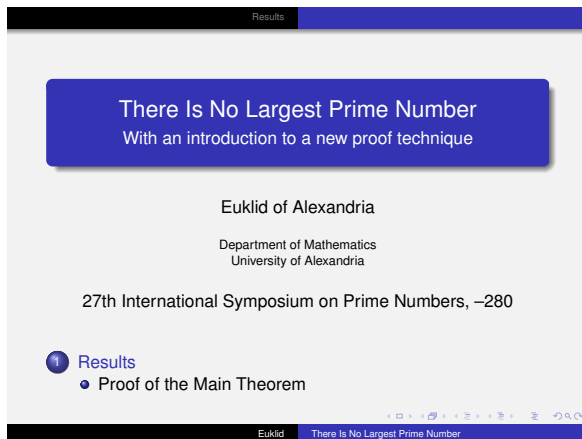 Results
There Is No Largest Prime Number
With an introduction to a new proof technique
Euklid of Alexandria
Department of Mathematics
University of Alexandria
27th International Symposium on Prime Numbers, –280
1 Results
Proof of the Main Theorem
Euklid There Is No Largest Prime Number